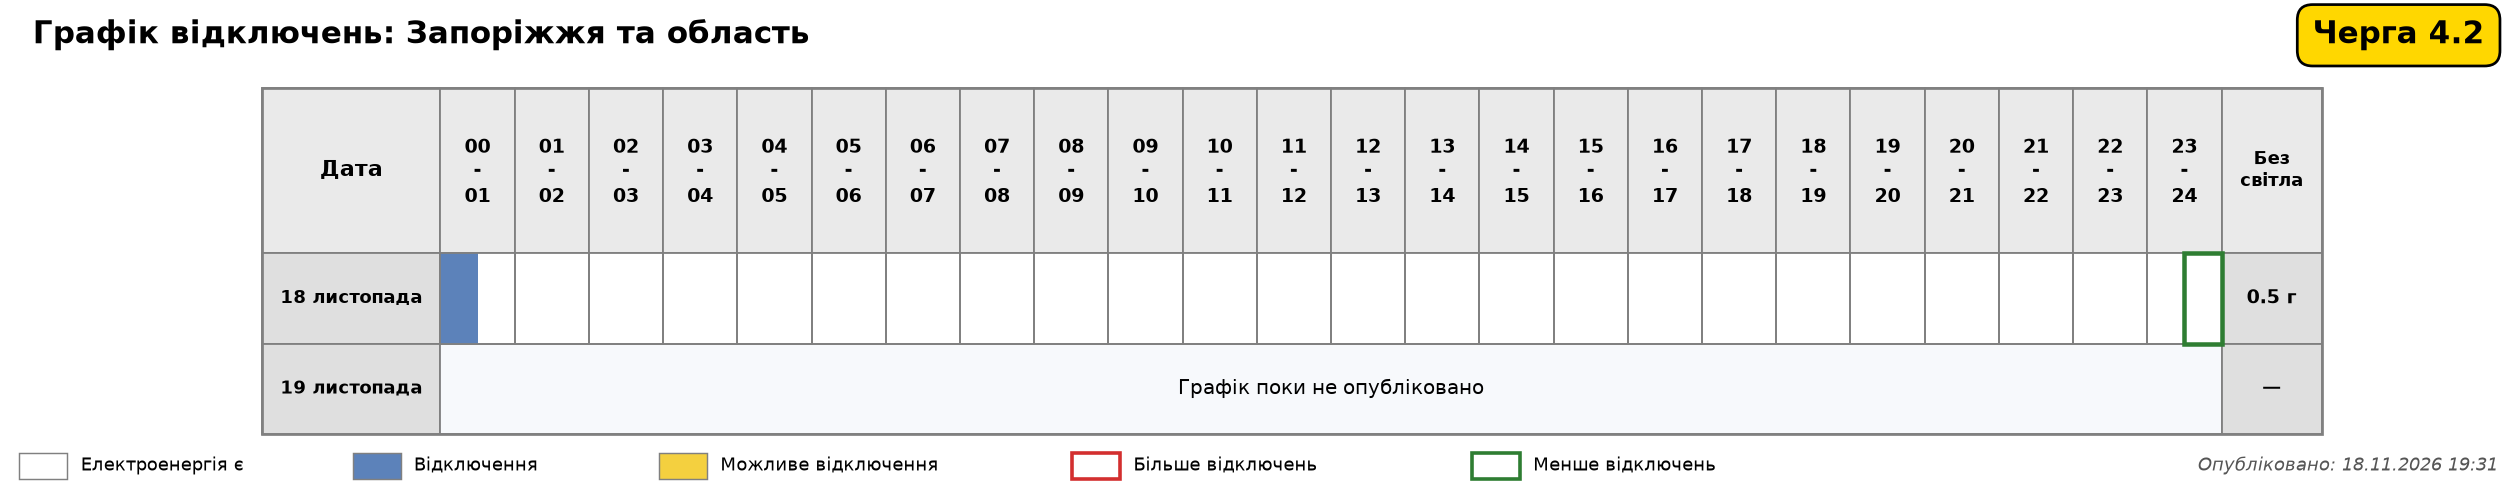 Графік відключень: Запоріжжя та область
Черга 4.2
Дата 00 - 01 01 - 02 02 - 03 03 - 04 04 - 05 05 - 06 06 - 07 07 - 08 08 - 09 09 - 10 10 - 11 11 - 12 12 - 13 13 - 14 14 - 15 15 - 16 16 - 17 17 - 18 18 - 19 19 - 20 20 - 21 21 - 22 22 - 23 23 - 24 Без світла
18 листопада 0.5 г
19 листопада Графік поки не опубліковано —
Електроенергія є Відключення Можливе відключення Більше відключень Менше відключень Опубліковано: 18.11.2026 19:31